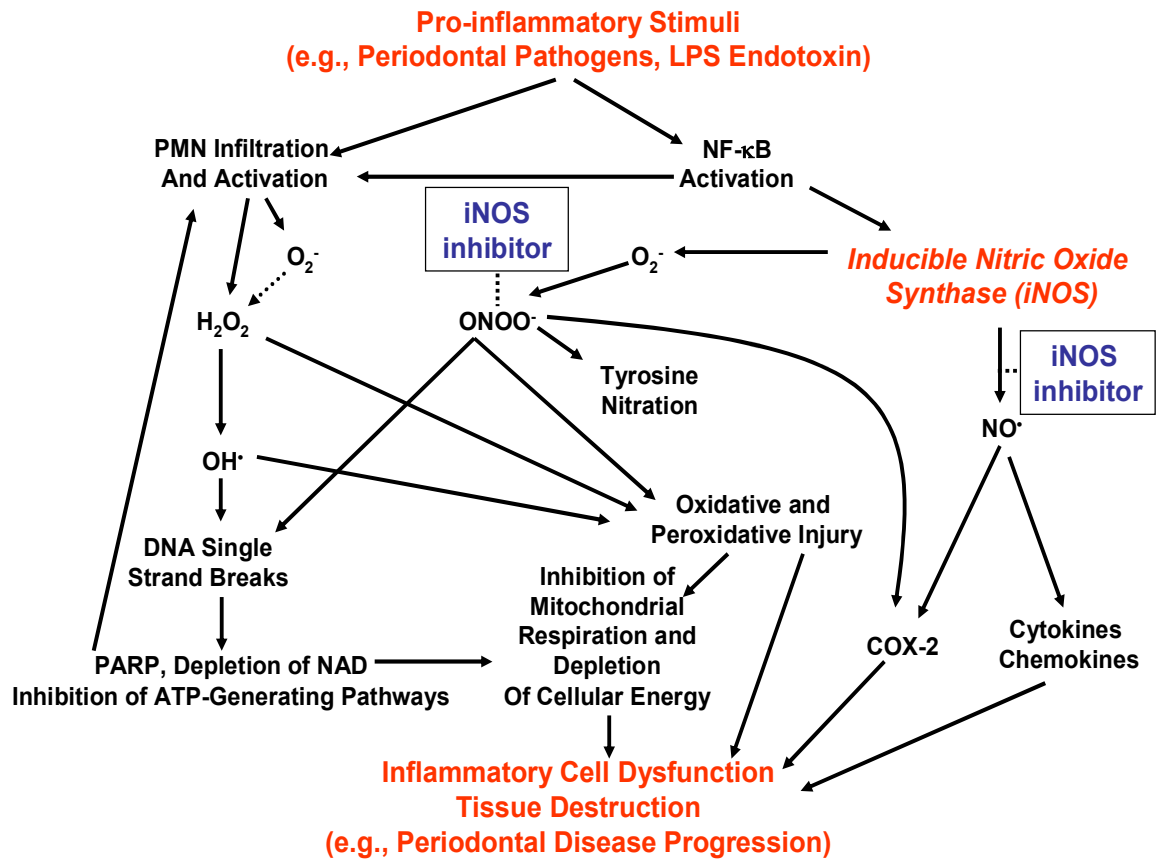 Pro-inflammatory Stimuli
(e.g., Periodontal Pathogens, LPS Endotoxin)
PMN Infiltration
And Activation
NF-κB
Activation
iNOS
inhibitor
O₂⁻
O₂⁻
Inducible Nitric Oxide
Synthase (iNOS)
H₂O₂
ONOO⁻
iNOS
inhibitor
Tyrosine
Nitration
NO•
OH•
Oxidative and
Peroxidative Injury
DNA Single
Strand Breaks
Inhibition of
Mitochondrial
Respiration and
Depletion
Of Cellular Energy
COX-2
Cytokines
Chemokines
PARP, Depletion of NAD
Inhibition of ATP-Generating Pathways
Inflammatory Cell Dysfunction
Tissue Destruction
(e.g., Periodontal Disease Progression)